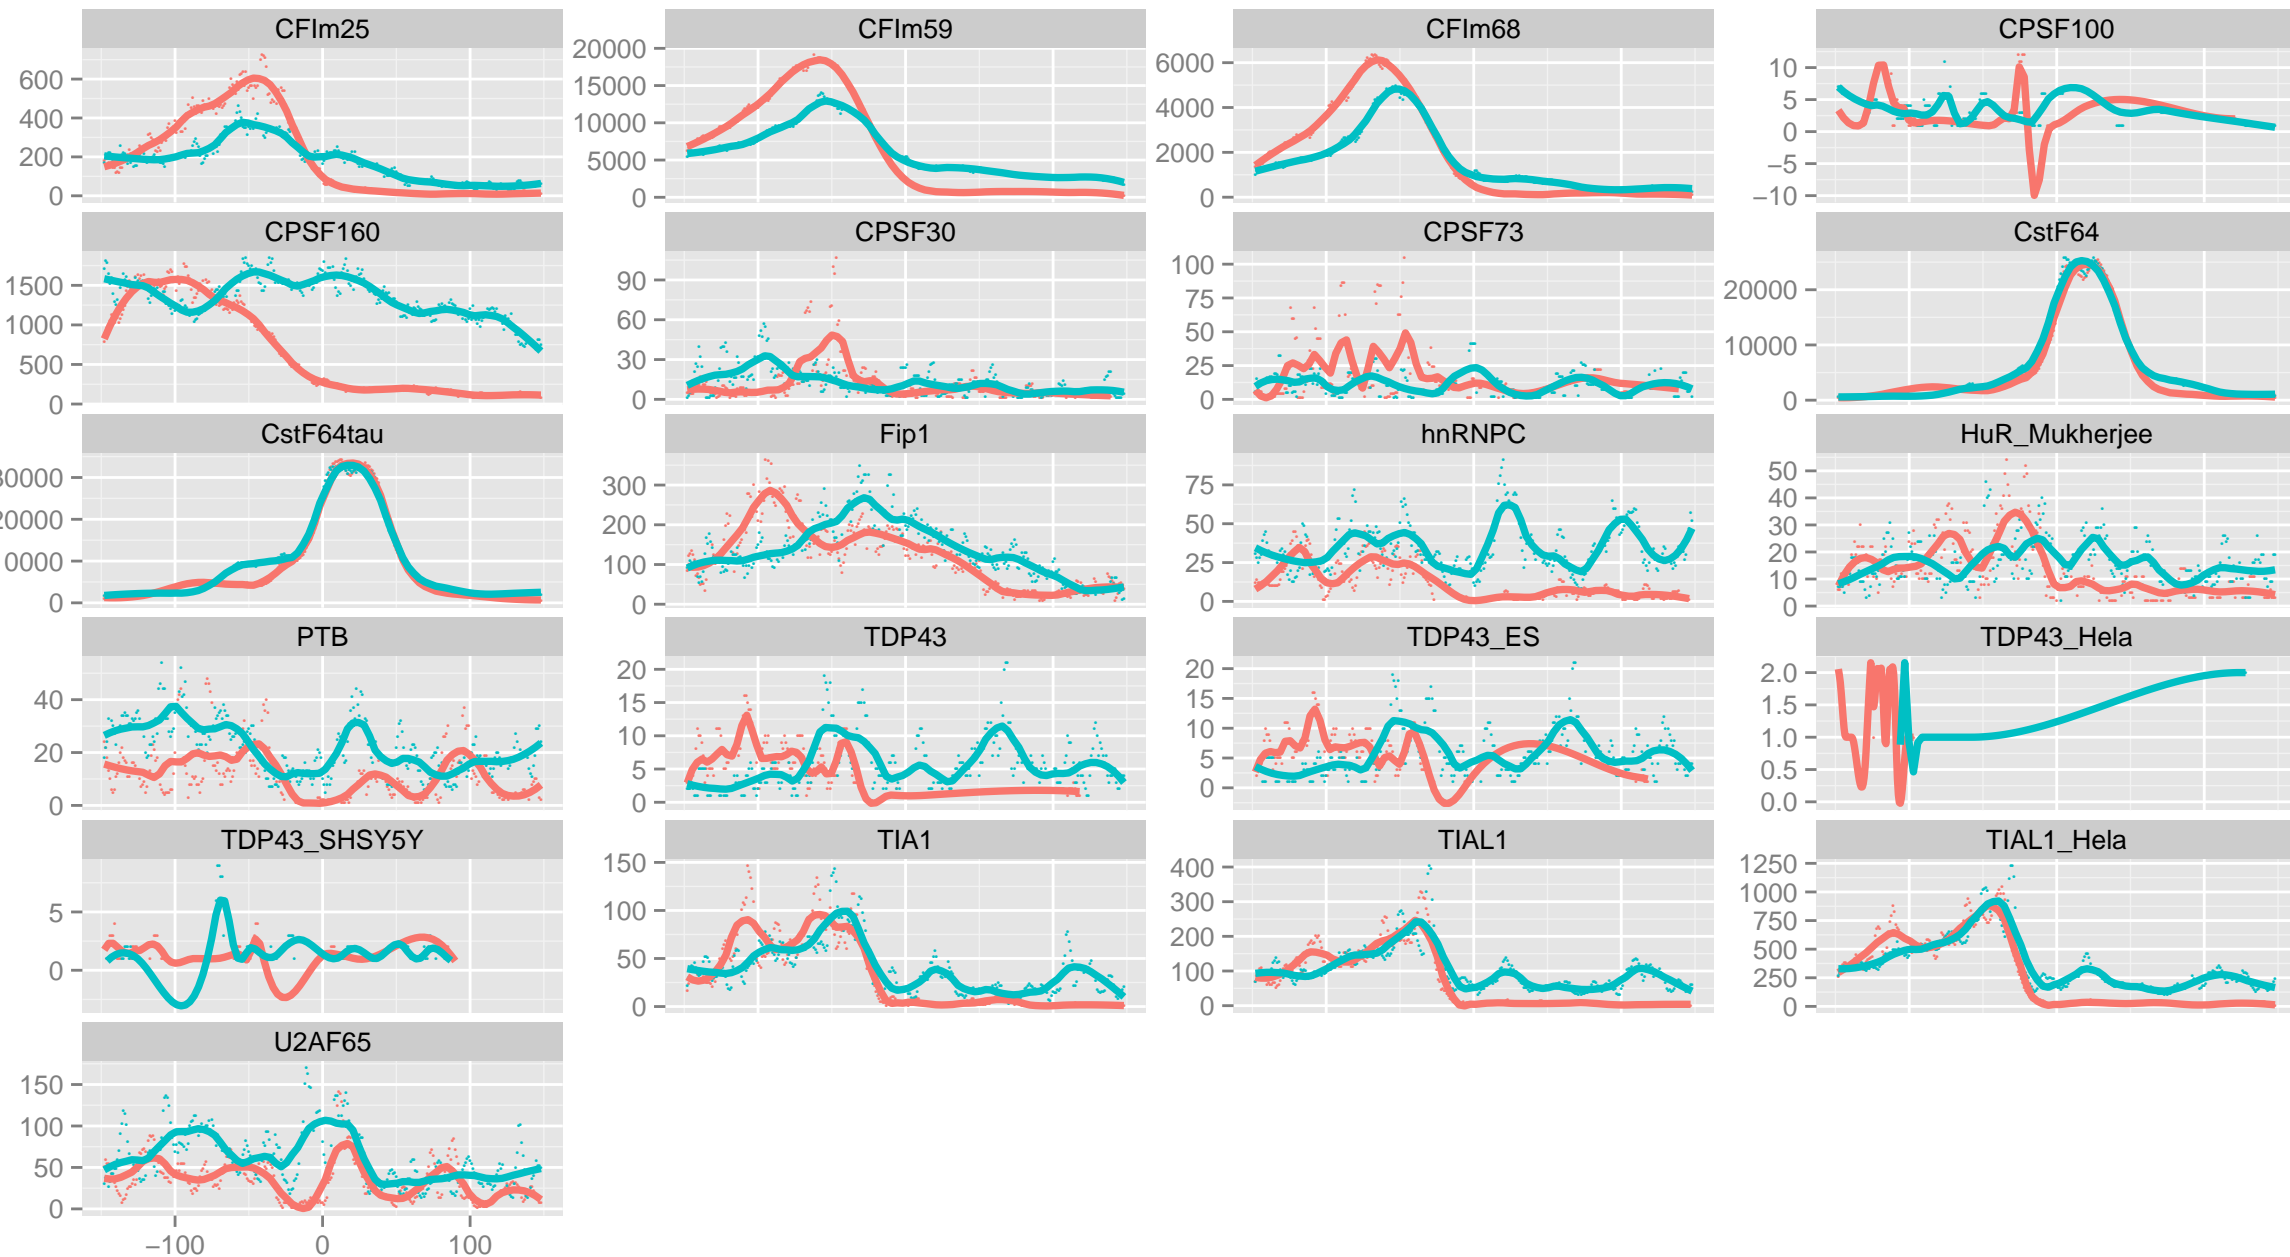 CFIm25 CFIm59 CFIm68 CPSF100
600 400 200 0
20000 15000 10000 5000 0
6000 4000 2000 0
10 5 0 −5 −10
CPSF160 CPSF30 CPSF73 CstF64
1500 1000 500 0
90 60 30 0
100 75 50 25 0
20000 10000 0
CstF64tau Fip1 hnRNPC HuR_Mukherjee
0000 20000 0000 0
300 200 100 0
75 50 25 0
50 40 30 20 10 0
PTB TDP43 TDP43_ES TDP43_Hela
40 20 0
20 15 10 5 0
20 15 10 5 0
2.0 1.5 1.0 0.5 0.0
TDP43_SHSY5Y TIA1 TIAL1 TIAL1_Hela
5 0
150 100 50 0
400 300 200 100 0
1250 1000 750 500 250 0
U2AF65
150 100 50 0
−100 0 100